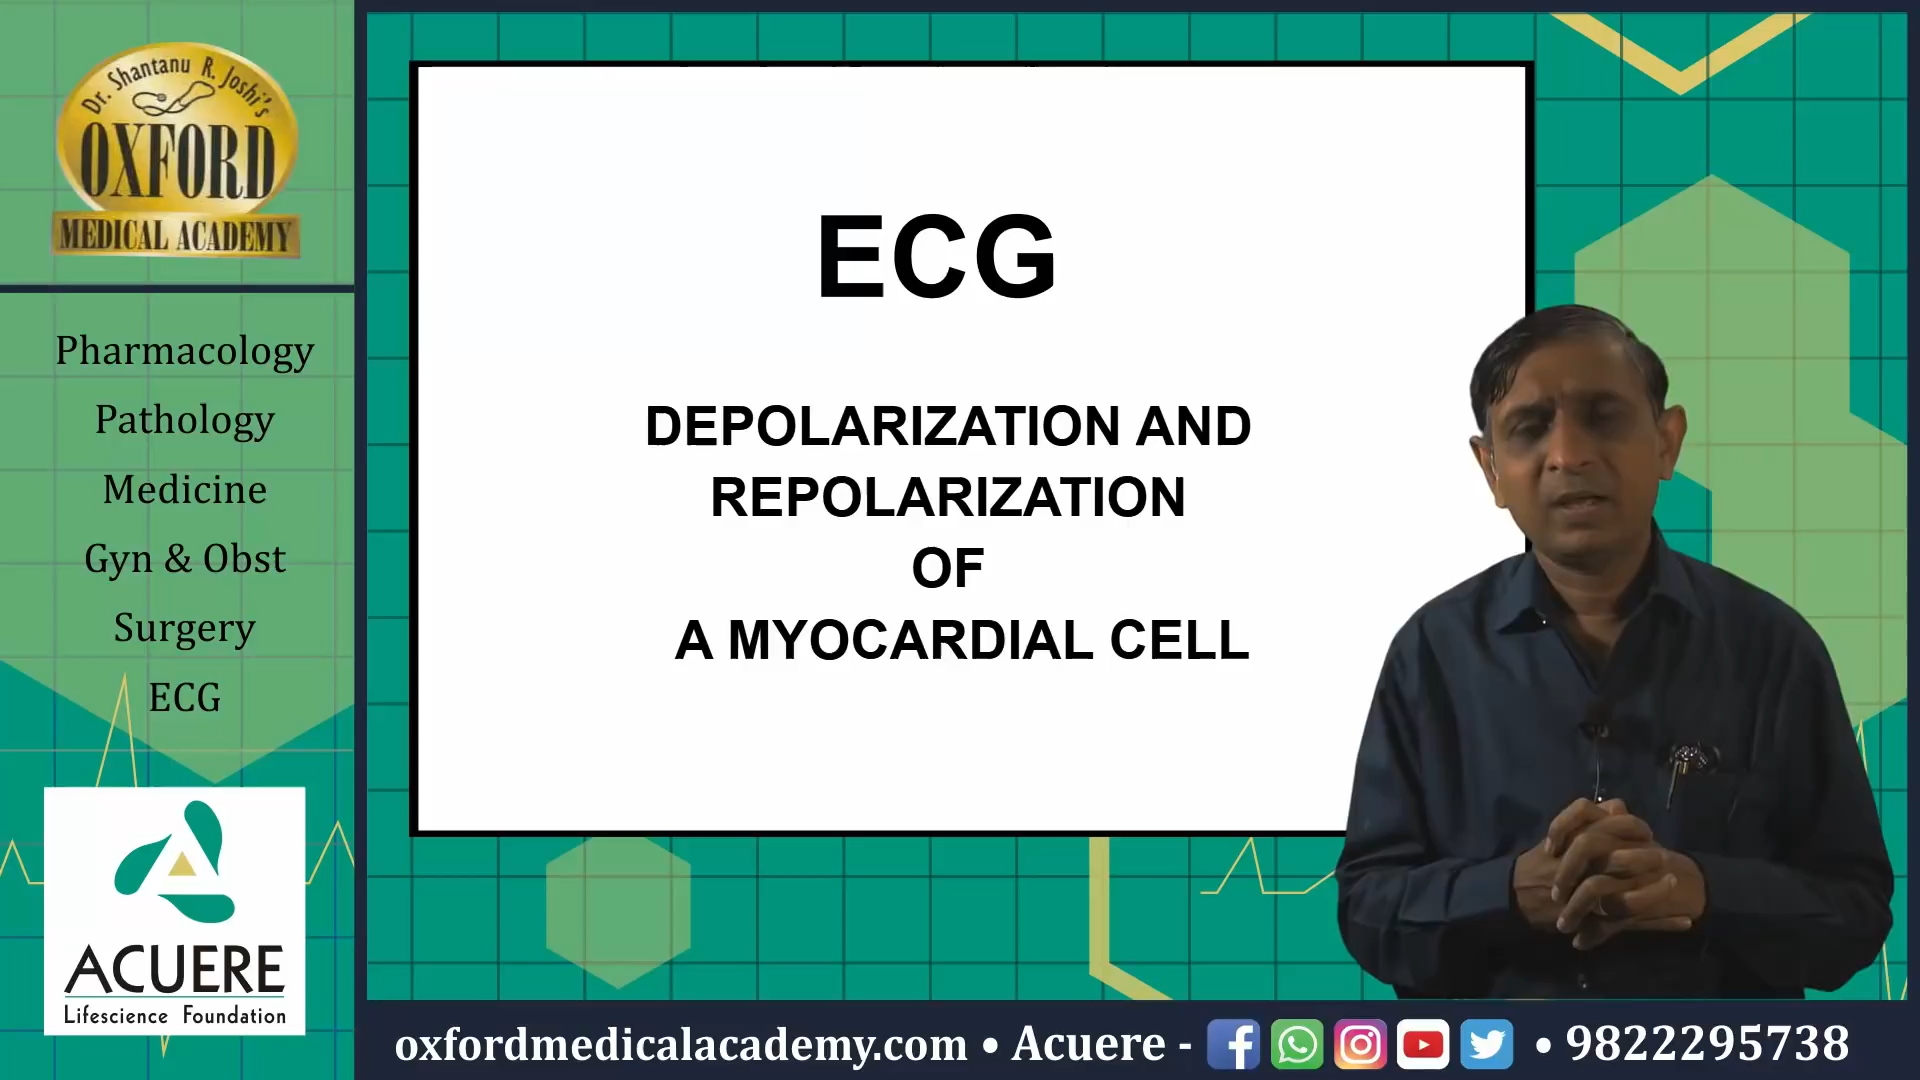 Dr. Shantanu R. Joshi's
OXFORD
MEDICAL ACADEMY
Pharmacology
Pathology
Medicine
Gyn & Obst
Surgery
ECG
ACUERE
Lifescience Foundation
ECG
DEPOLARIZATION AND
REPOLARIZATION
OF
A MYOCARDIAL CELL
oxfordmedicalacademy.com • Acuere - • 9822295738